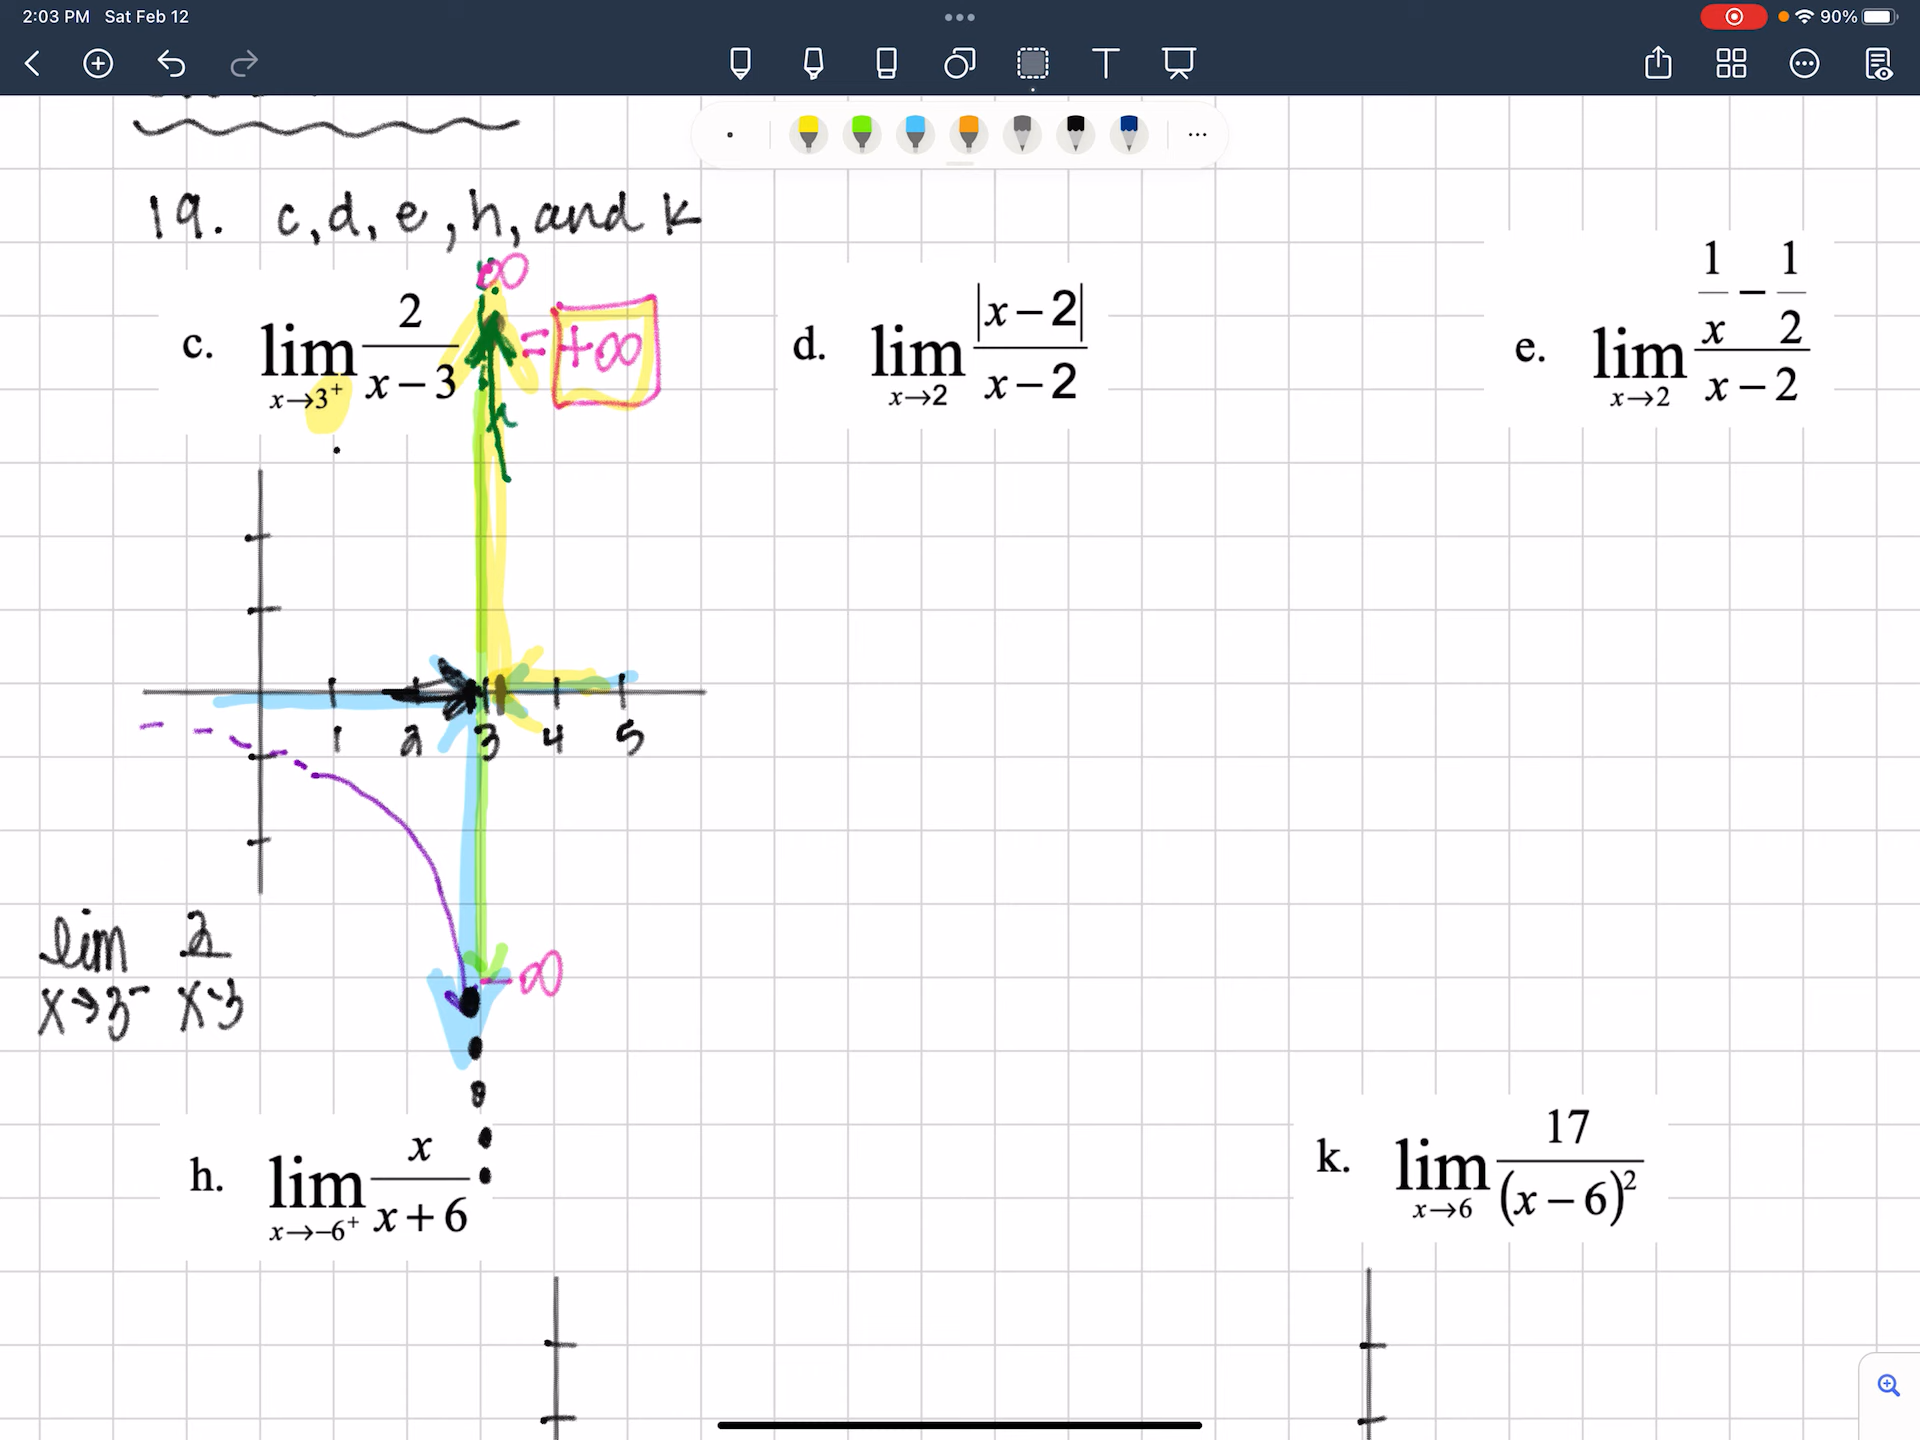 2:03 PM Sat Feb 12
90%
19. c, d, e, h, and k
∞
c. lim x→3⁺ 2/(x − 3) = +∞
d. lim x→2 |x − 2|/(x − 2)
e. lim x→2 (1/x − 1/2)/(x − 2)
1 2 3 4 5
lim x→3⁻ 2/(x-3)
-∞
h. lim x→−6⁺ x/(x + 6)
k. lim x→6 17/(x − 6)²